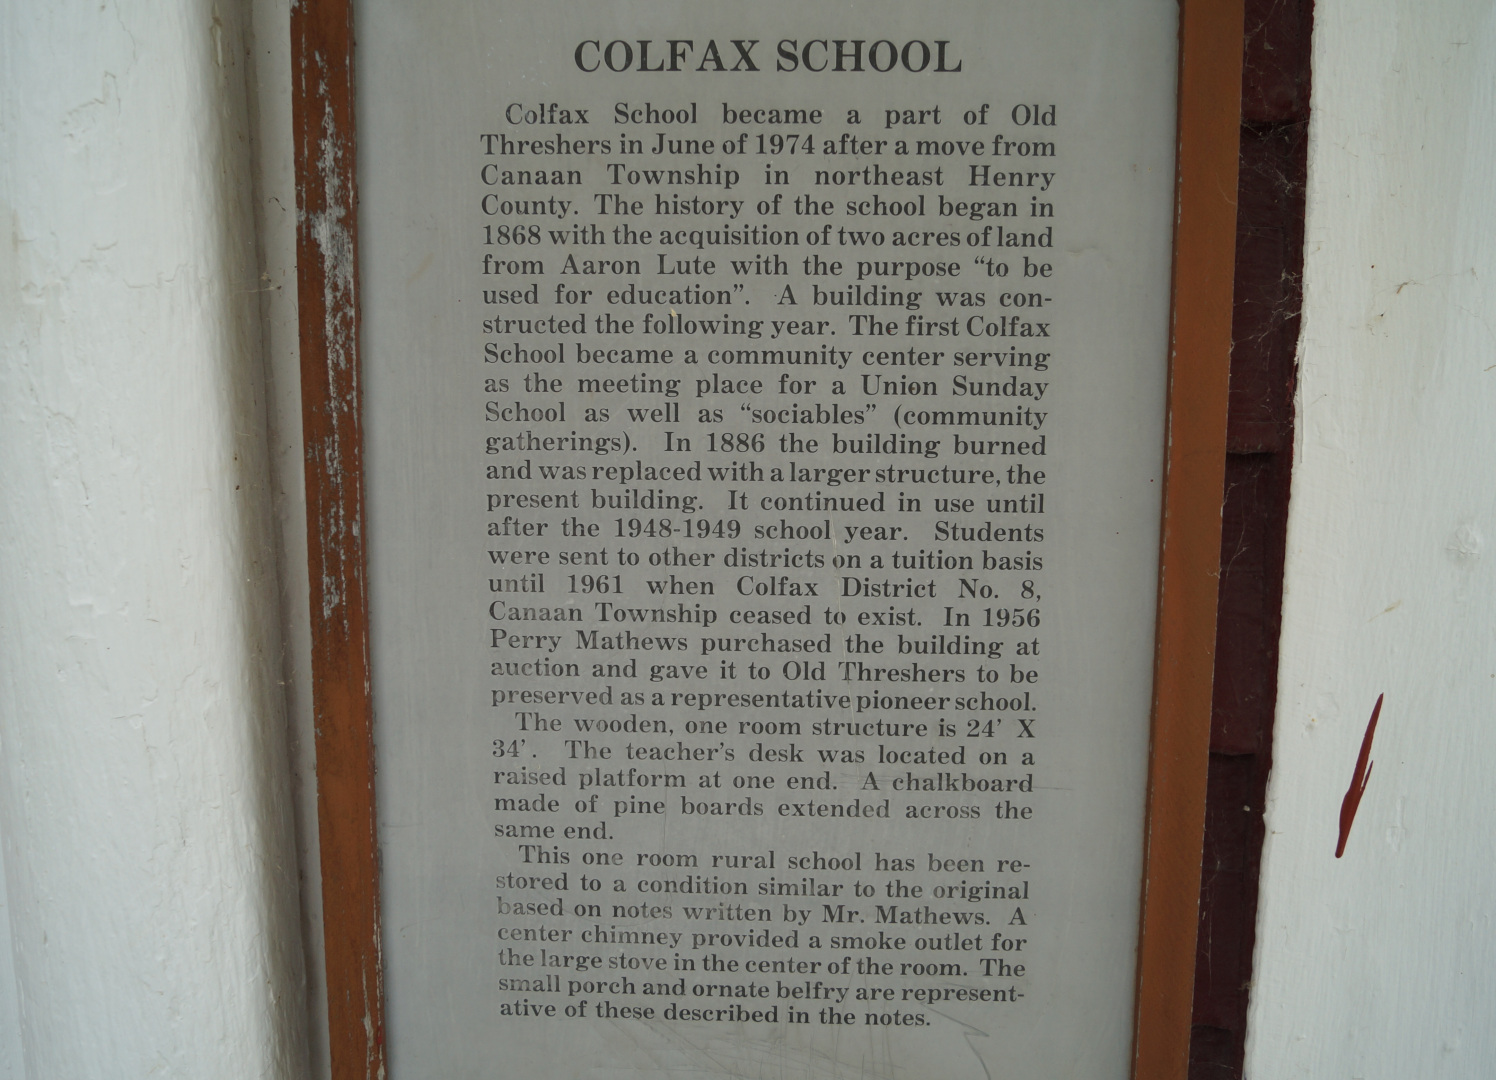 COLFAX SCHOOL
Colfax School became a part of Old
Threshers in June of 1974 after a move from
Canaan Township in northeast Henry
County. The history of the school began in
1868 with the acquisition of two acres of land
from Aaron Lute with the purpose “to be
used for education”. A building was con-
structed the following year. The first Colfax
School became a community center serving
as the meeting place for a Union Sunday
School as well as “sociables” (community
gatherings). In 1886 the building burned
and was replaced with a larger structure, the
present building. It continued in use until
after the 1948-1949 school year. Students
were sent to other districts on a tuition basis
until 1961 when Colfax District No. 8,
Canaan Township ceased to exist. In 1956
Perry Mathews purchased the building at
auction and gave it to Old Threshers to be
preserved as a representative pioneer school.
The wooden, one room structure is 24’ X
34’. The teacher’s desk was located on a
raised platform at one end. A chalkboard
made of pine boards extended across the
same end.
This one room rural school has been re-
stored to a condition similar to the original
based on notes written by Mr. Mathews. A
center chimney provided a smoke outlet for
the large stove in the center of the room. The
small porch and ornate belfry are represent-
ative of these described in the notes.